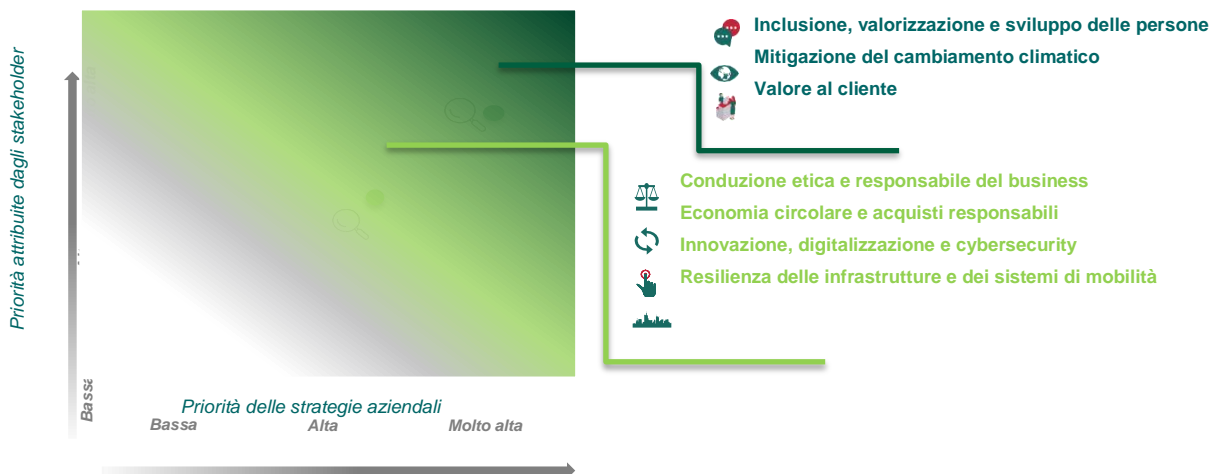 Priorità attribuite dagli stakeholder
Bassa
Priorità delle strategie aziendali
Bassa
Alta
Molto alta
Inclusione, valorizzazione e sviluppo delle persone
Mitigazione del cambiamento climatico
Valore al cliente
Conduzione etica e responsabile del business
Economia circolare e acquisti responsabili
Innovazione, digitalizzazione e cybersecurity
Resilienza delle infrastrutture e dei sistemi di mobilità